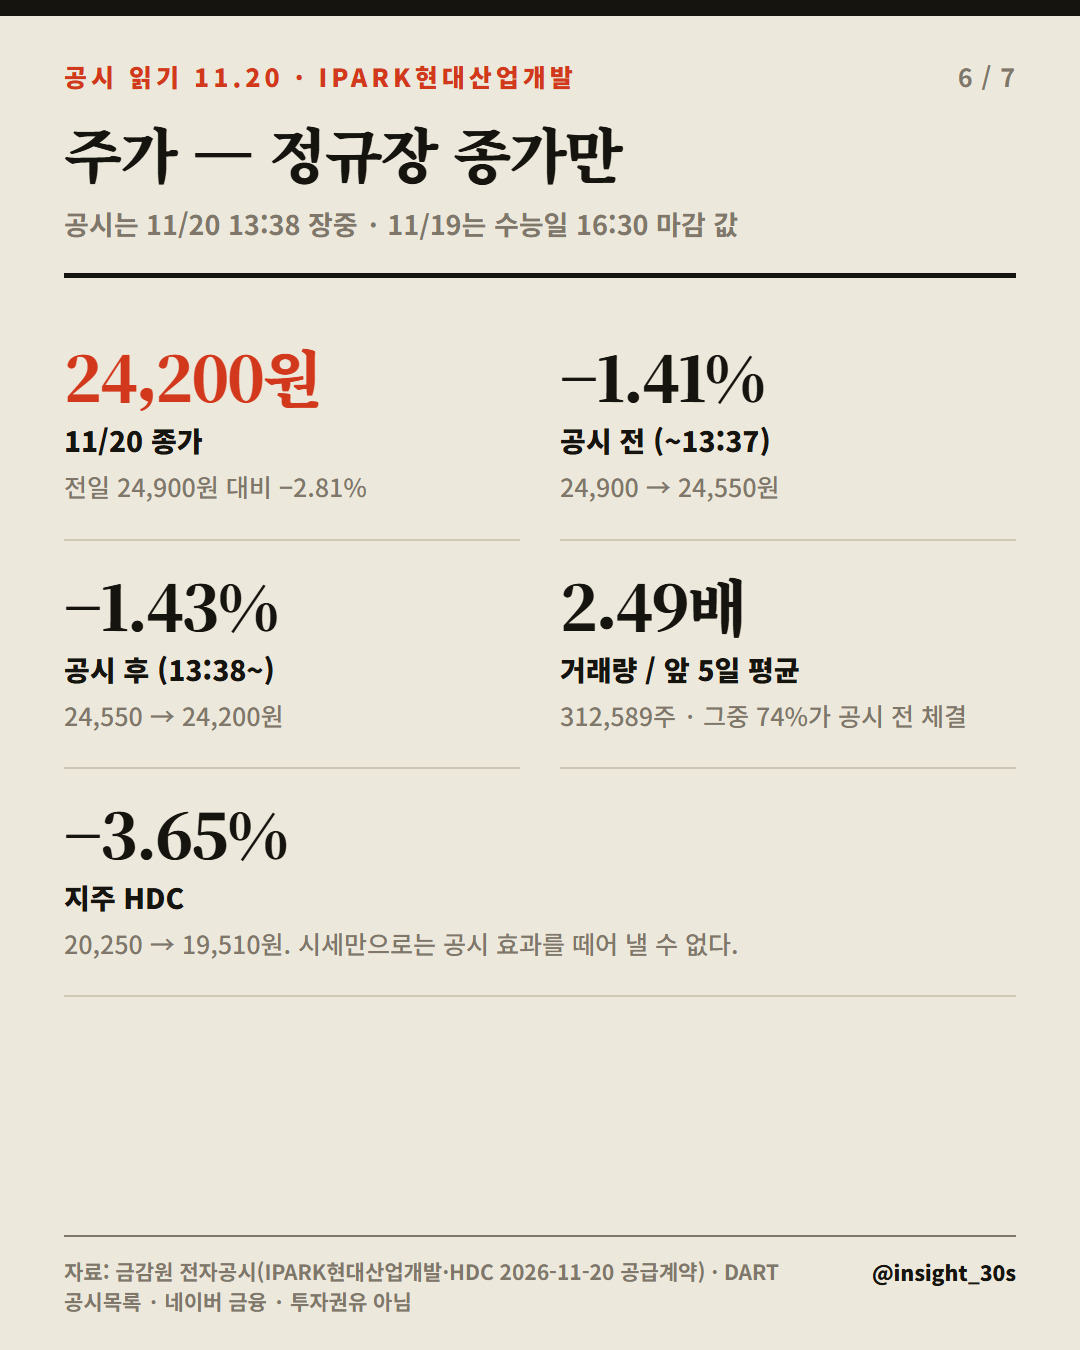 공시 읽기 11.20 · IPARK현대산업개발
6 / 7
주가 — 정규장 종가만
공시는 11/20 13:38 장중 · 11/19는 수능일 16:30 마감 값
24,200원
11/20 종가
전일 24,900원 대비 −2.81%
−1.41%
공시 전 (~13:37)
24,900 → 24,550원
−1.43%
공시 후 (13:38~)
24,550 → 24,200원
2.49배
거래량 / 앞 5일 평균
312,589주 · 그중 74%가 공시 전 체결
−3.65%
지주 HDC
20,250 → 19,510원. 시세만으로는 공시 효과를 떼어 낼 수 없다.
자료: 금감원 전자공시(IPARK현대산업개발·HDC 2026-11-20 공급계약) · DART
공시목록 · 네이버 금융 · 투자권유 아님
@insight_30s